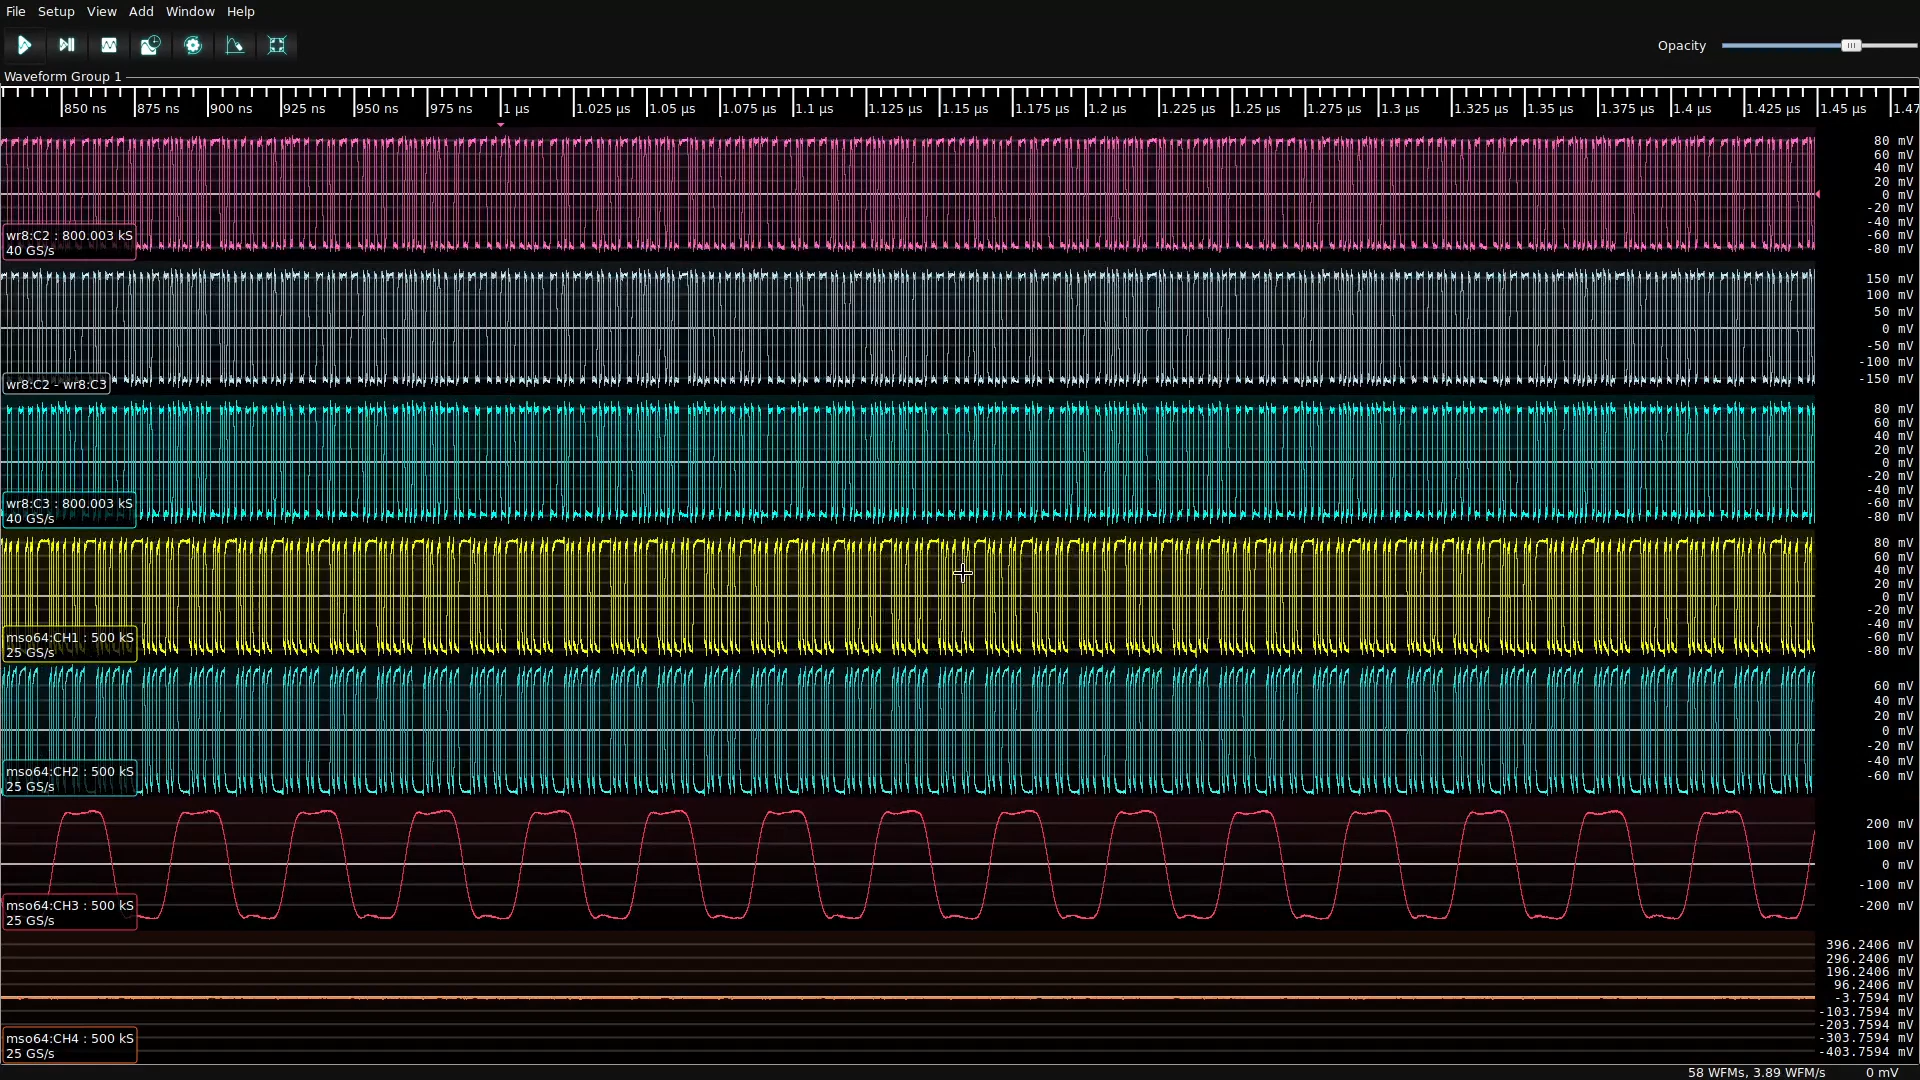 File Setup View Add Window Help
Opacity
Waveform Group 1
850 ns 875 ns 900 ns 925 ns 950 ns 975 ns 1 µs 1.025 µs 1.05 µs 1.075 µs 1.1 µs 1.125 µs 1.15 µs 1.175 µs 1.2 µs 1.225 µs 1.25 µs 1.275 µs 1.3 µs 1.325 µs 1.35 µs 1.375 µs 1.4 µs 1.425 µs 1.45 µs 1.47
80 mV
60 mV
40 mV
20 mV
0 mV
-20 mV
-40 mV
-60 mV
-80 mV
wr8:C2 : 800.003 kS
40 GS/s
150 mV
100 mV
50 mV
0 mV
-50 mV
-100 mV
-150 mV
wr8:C2 - wr8:C3
80 mV
60 mV
40 mV
20 mV
0 mV
-20 mV
-40 mV
-60 mV
-80 mV
wr8:C3 : 800.003 kS
40 GS/s
80 mV
60 mV
40 mV
20 mV
0 mV
-20 mV
-40 mV
-60 mV
-80 mV
mso64:CH1 : 500 kS
25 GS/s
60 mV
40 mV
20 mV
0 mV
-20 mV
-40 mV
-60 mV
mso64:CH2 : 500 kS
25 GS/s
200 mV
100 mV
0 mV
-100 mV
-200 mV
mso64:CH3 : 500 kS
25 GS/s
396.2406 mV
296.2406 mV
196.2406 mV
96.2406 mV
-3.7594 mV
-103.7594 mV
-203.7594 mV
-303.7594 mV
-403.7594 mV
mso64:CH4 : 500 kS
25 GS/s
58 WFMs, 3.89 WFM/s 0 mV